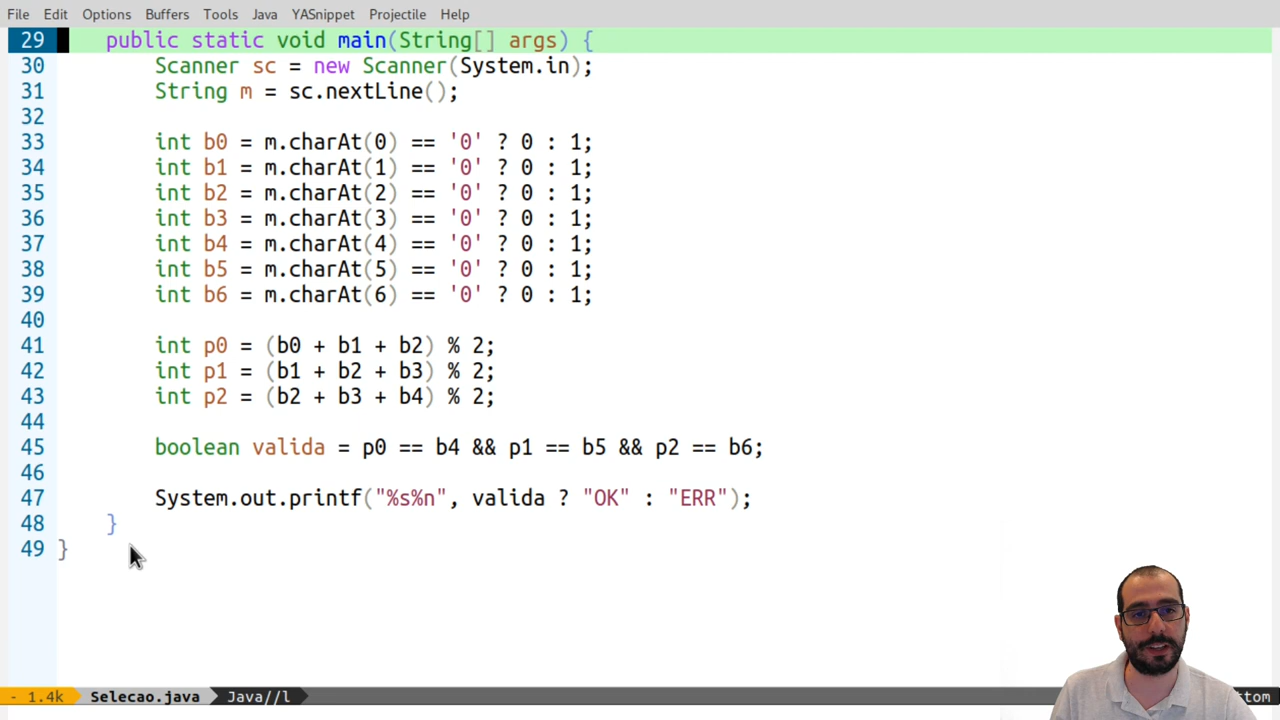 File Edit Options Buffers Tools Java YASnippet Projectile Help
29 public static void main(String[] args) {
30 Scanner sc = new Scanner(System.in);
31 String m = sc.nextLine();
32
33 int b0 = m.charAt(0) == '0' ? 0 : 1;
34 int b1 = m.charAt(1) == '0' ? 0 : 1;
35 int b2 = m.charAt(2) == '0' ? 0 : 1;
36 int b3 = m.charAt(3) == '0' ? 0 : 1;
37 int b4 = m.charAt(4) == '0' ? 0 : 1;
38 int b5 = m.charAt(5) == '0' ? 0 : 1;
39 int b6 = m.charAt(6) == '0' ? 0 : 1;
40
41 int p0 = (b0 + b1 + b2) % 2;
42 int p1 = (b1 + b2 + b3) % 2;
43 int p2 = (b2 + b3 + b4) % 2;
44
45 boolean valida = p0 == b4 && p1 == b5 && p2 == b6;
46
47 System.out.printf("%s%n", valida ? "OK" : "ERR");
48 }
49 }
- 1.4k Selecao.java Java//l